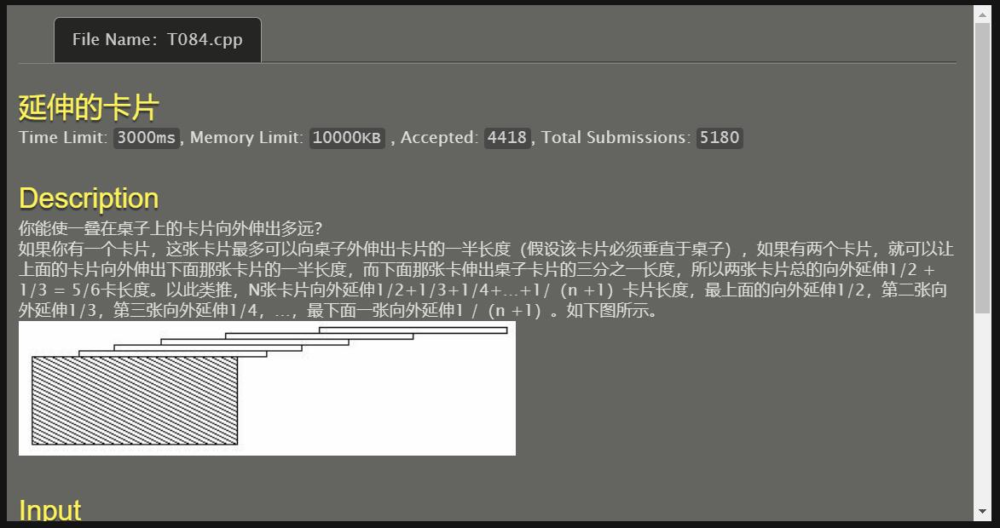 File Name：T084.cpp
延伸的卡片
Time Limit: 3000ms, Memory Limit: 10000KB , Accepted: 4418, Total Submissions: 5180
Description
你能使一叠在桌子上的卡片向外伸出多远？
如果你有一个卡片，这张卡片最多可以向桌子外伸出卡片的一半长度（假设该卡片必须垂直于桌子），如果有两个卡片，就可以让
上面的卡片向外伸出下面那张卡片的一半长度，而下面那张卡伸出桌子卡片的三分之一长度，所以两张卡片总的向外延伸1/2 +
1/3 = 5/6卡长度。以此类推，N张卡片向外延伸1/2+1/3+1/4+…+1/（n +1）卡片长度，最上面的向外延伸1/2，第二张向
外延伸1/3，第三张向外延伸1/4，…，最下面一张向外延伸1 /（n +1）。如下图所示。
Input